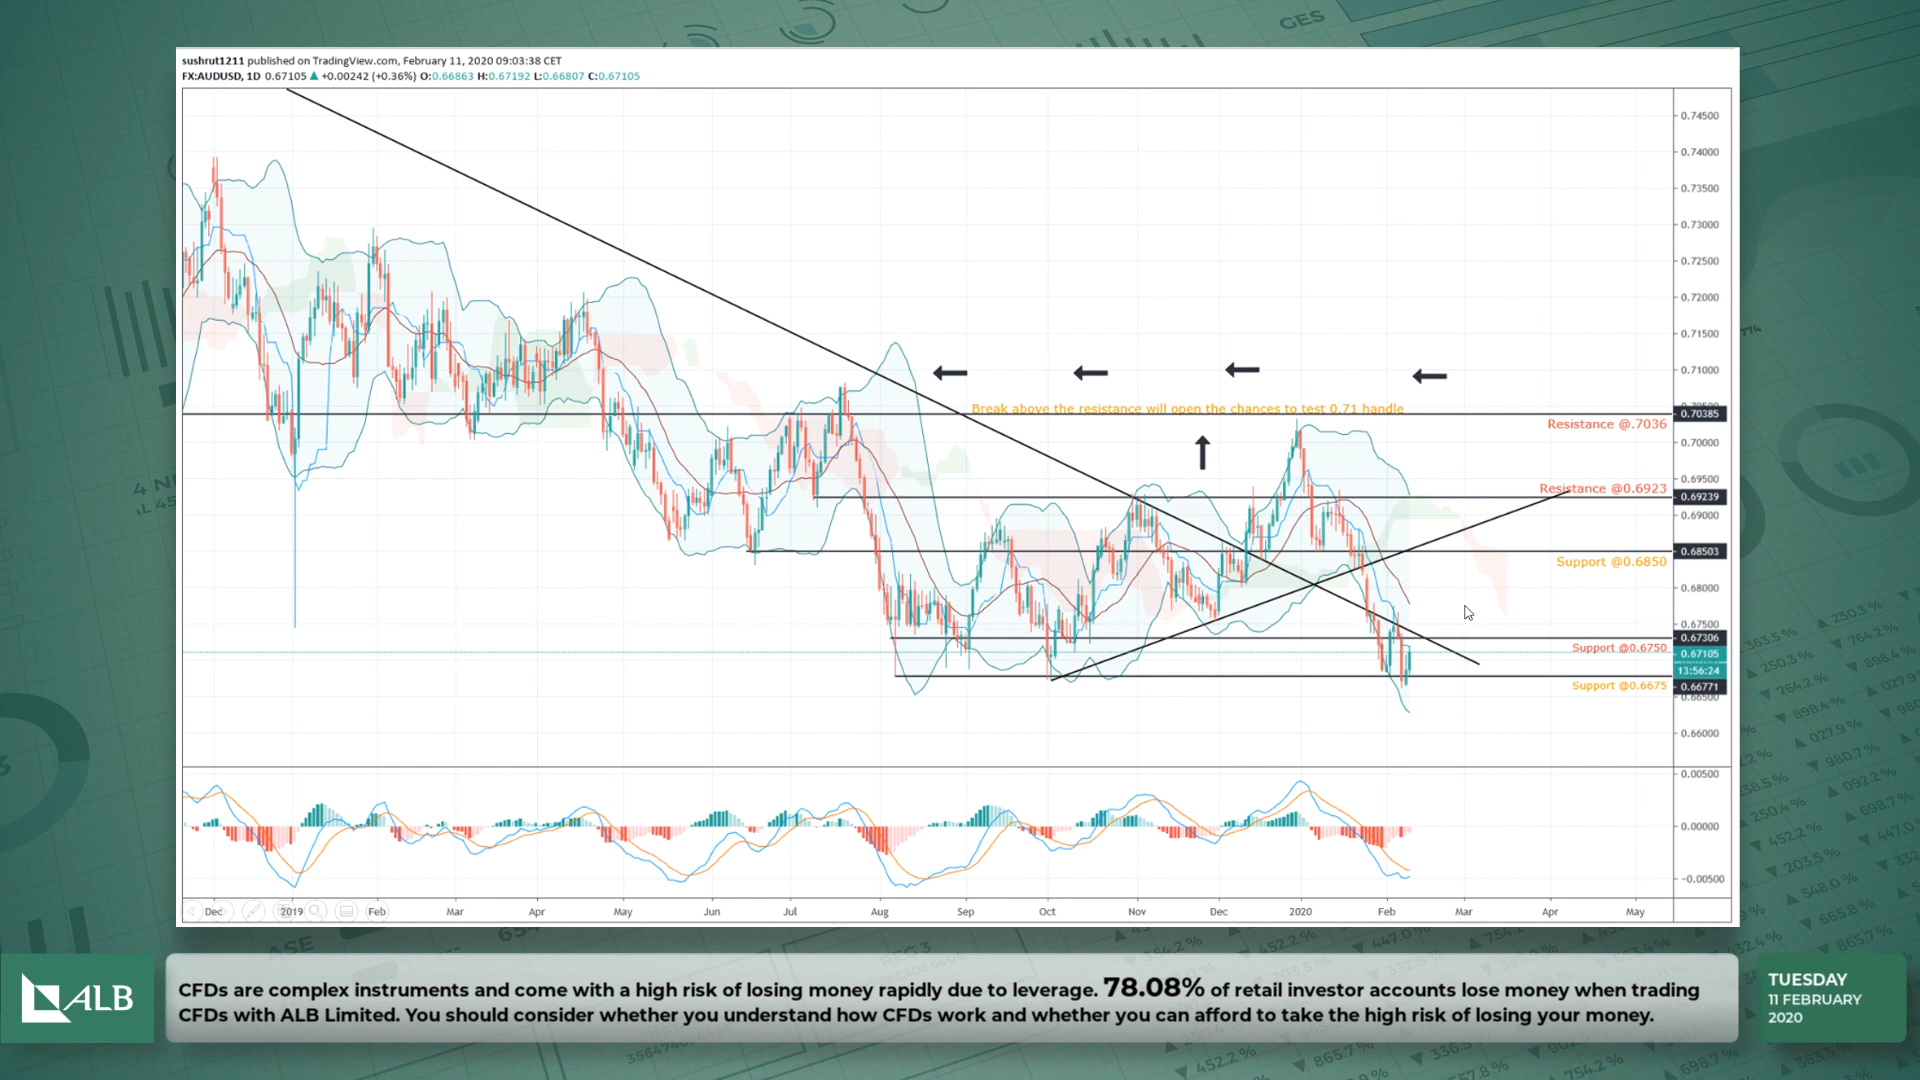 GES
sushrut1211 published on TradingView.com, February 11, 2020 09:03:38 CET
FX:AUDUSD, 1D 0.67105 ▲ +0.00242 (+0.36%) O:0.66863 H:0.67192 L:0.66807 C:0.67105
0.74500
0.74000
0.73500
0.73000
0.72500
0.72000
0.71500
0.71000
Break above the resistance will open the chances to test 0.71 handle
0.70385
Resistance @.7036
0.70000
0.69500
Resistance @0.6923
0.69239
0.69000
0.68503
Support @0.6850
0.68000
0.67500
0.67306
Support @0.6750
0.67105
13:56:24
Support @0.6675
0.66771
0.66500
0.66000
0.00500
0.00000
−0.00500
Dec 2019 Feb Mar Apr May Jun Jul Aug Sep Oct Nov Dec 2020 Feb Mar Apr May
ASE
REG 3
ALB
CFDs are complex instruments and come with a high risk of losing money rapidly due to leverage. 78.08% of retail investor accounts lose money when trading
CFDs with ALB Limited. You should consider whether you understand how CFDs work and whether you can afford to take the high risk of losing your money.
TUESDAY
11 FEBRUARY
2020